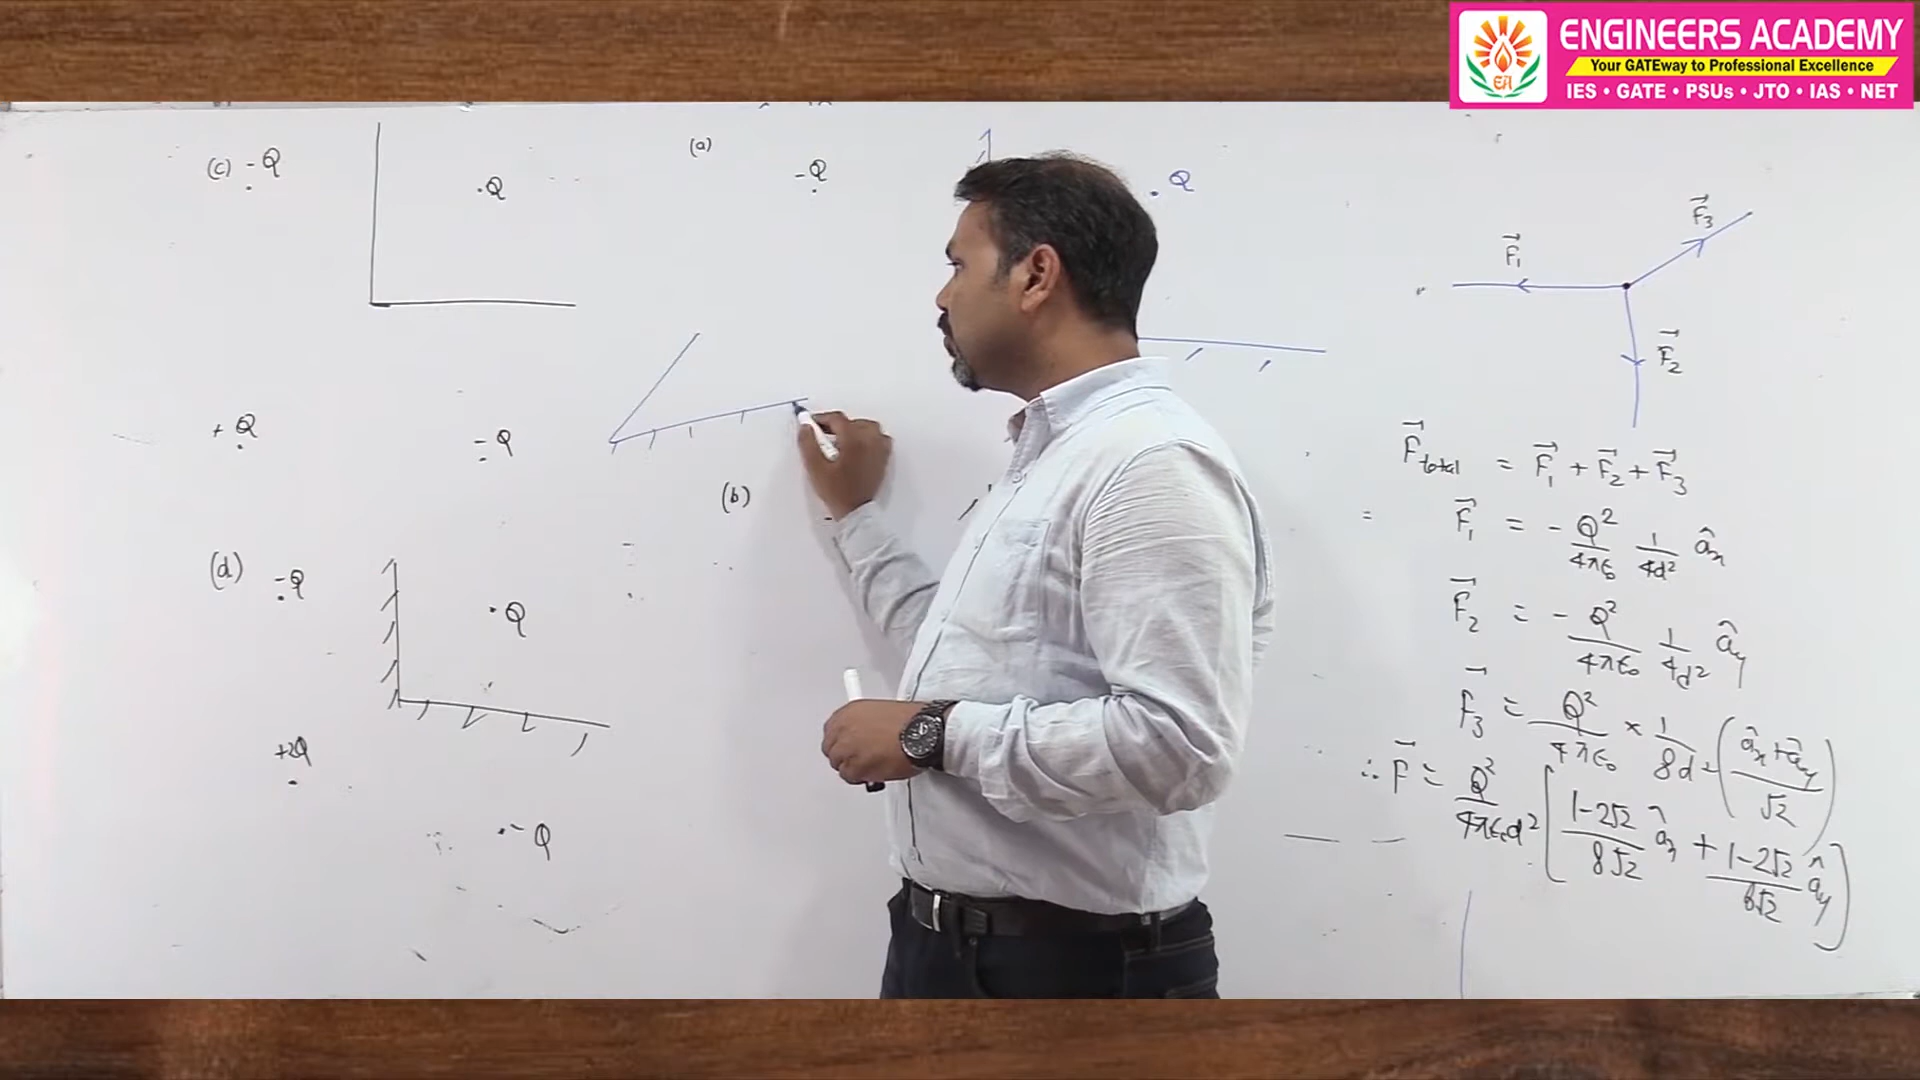 ENGINEERS ACADEMY
Your GATEway to Professional Excellence
IES • GATE • PSUs • JTO • IAS • NET
(c) -Q
.Q
+Q
-Q
(a)
-Q
.Q
(b)
(d) -Q
.Q
+2Q
-Q
F⃗₁
F⃗₃
F⃗₂
F⃗total = F⃗₁ + F⃗₂ + F⃗₃
= F⃗₁ = - Q²/4πε₀ 1/4d² âx
F⃗₂ = - Q²/4πε₀ 1/4d² ây
F⃗₃ = Q²/4πε₀ × 1/8d² (âx + ây/√2)
∴ F⃗ = Q²/4πε₀d² [1-2√2/8√2 âx + 1-2√2/8√2 ây]